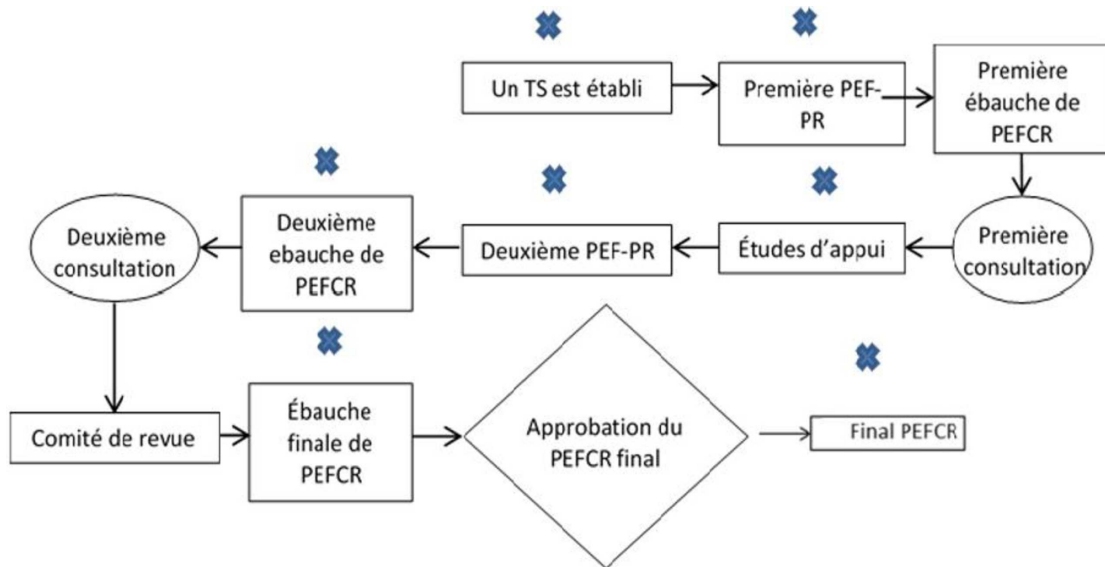 Un TS est établi
Première PEF-
PR
Première
ébauche de
PEFCR
Première
consultation
Études d’appui
Deuxième PEF-PR
Deuxième
ebauche de
PEFCR
Deuxième
consultation
Comité de revue
Ébauche
finale de
PEFCR
Approbation du
PEFCR final
Final PEFCR